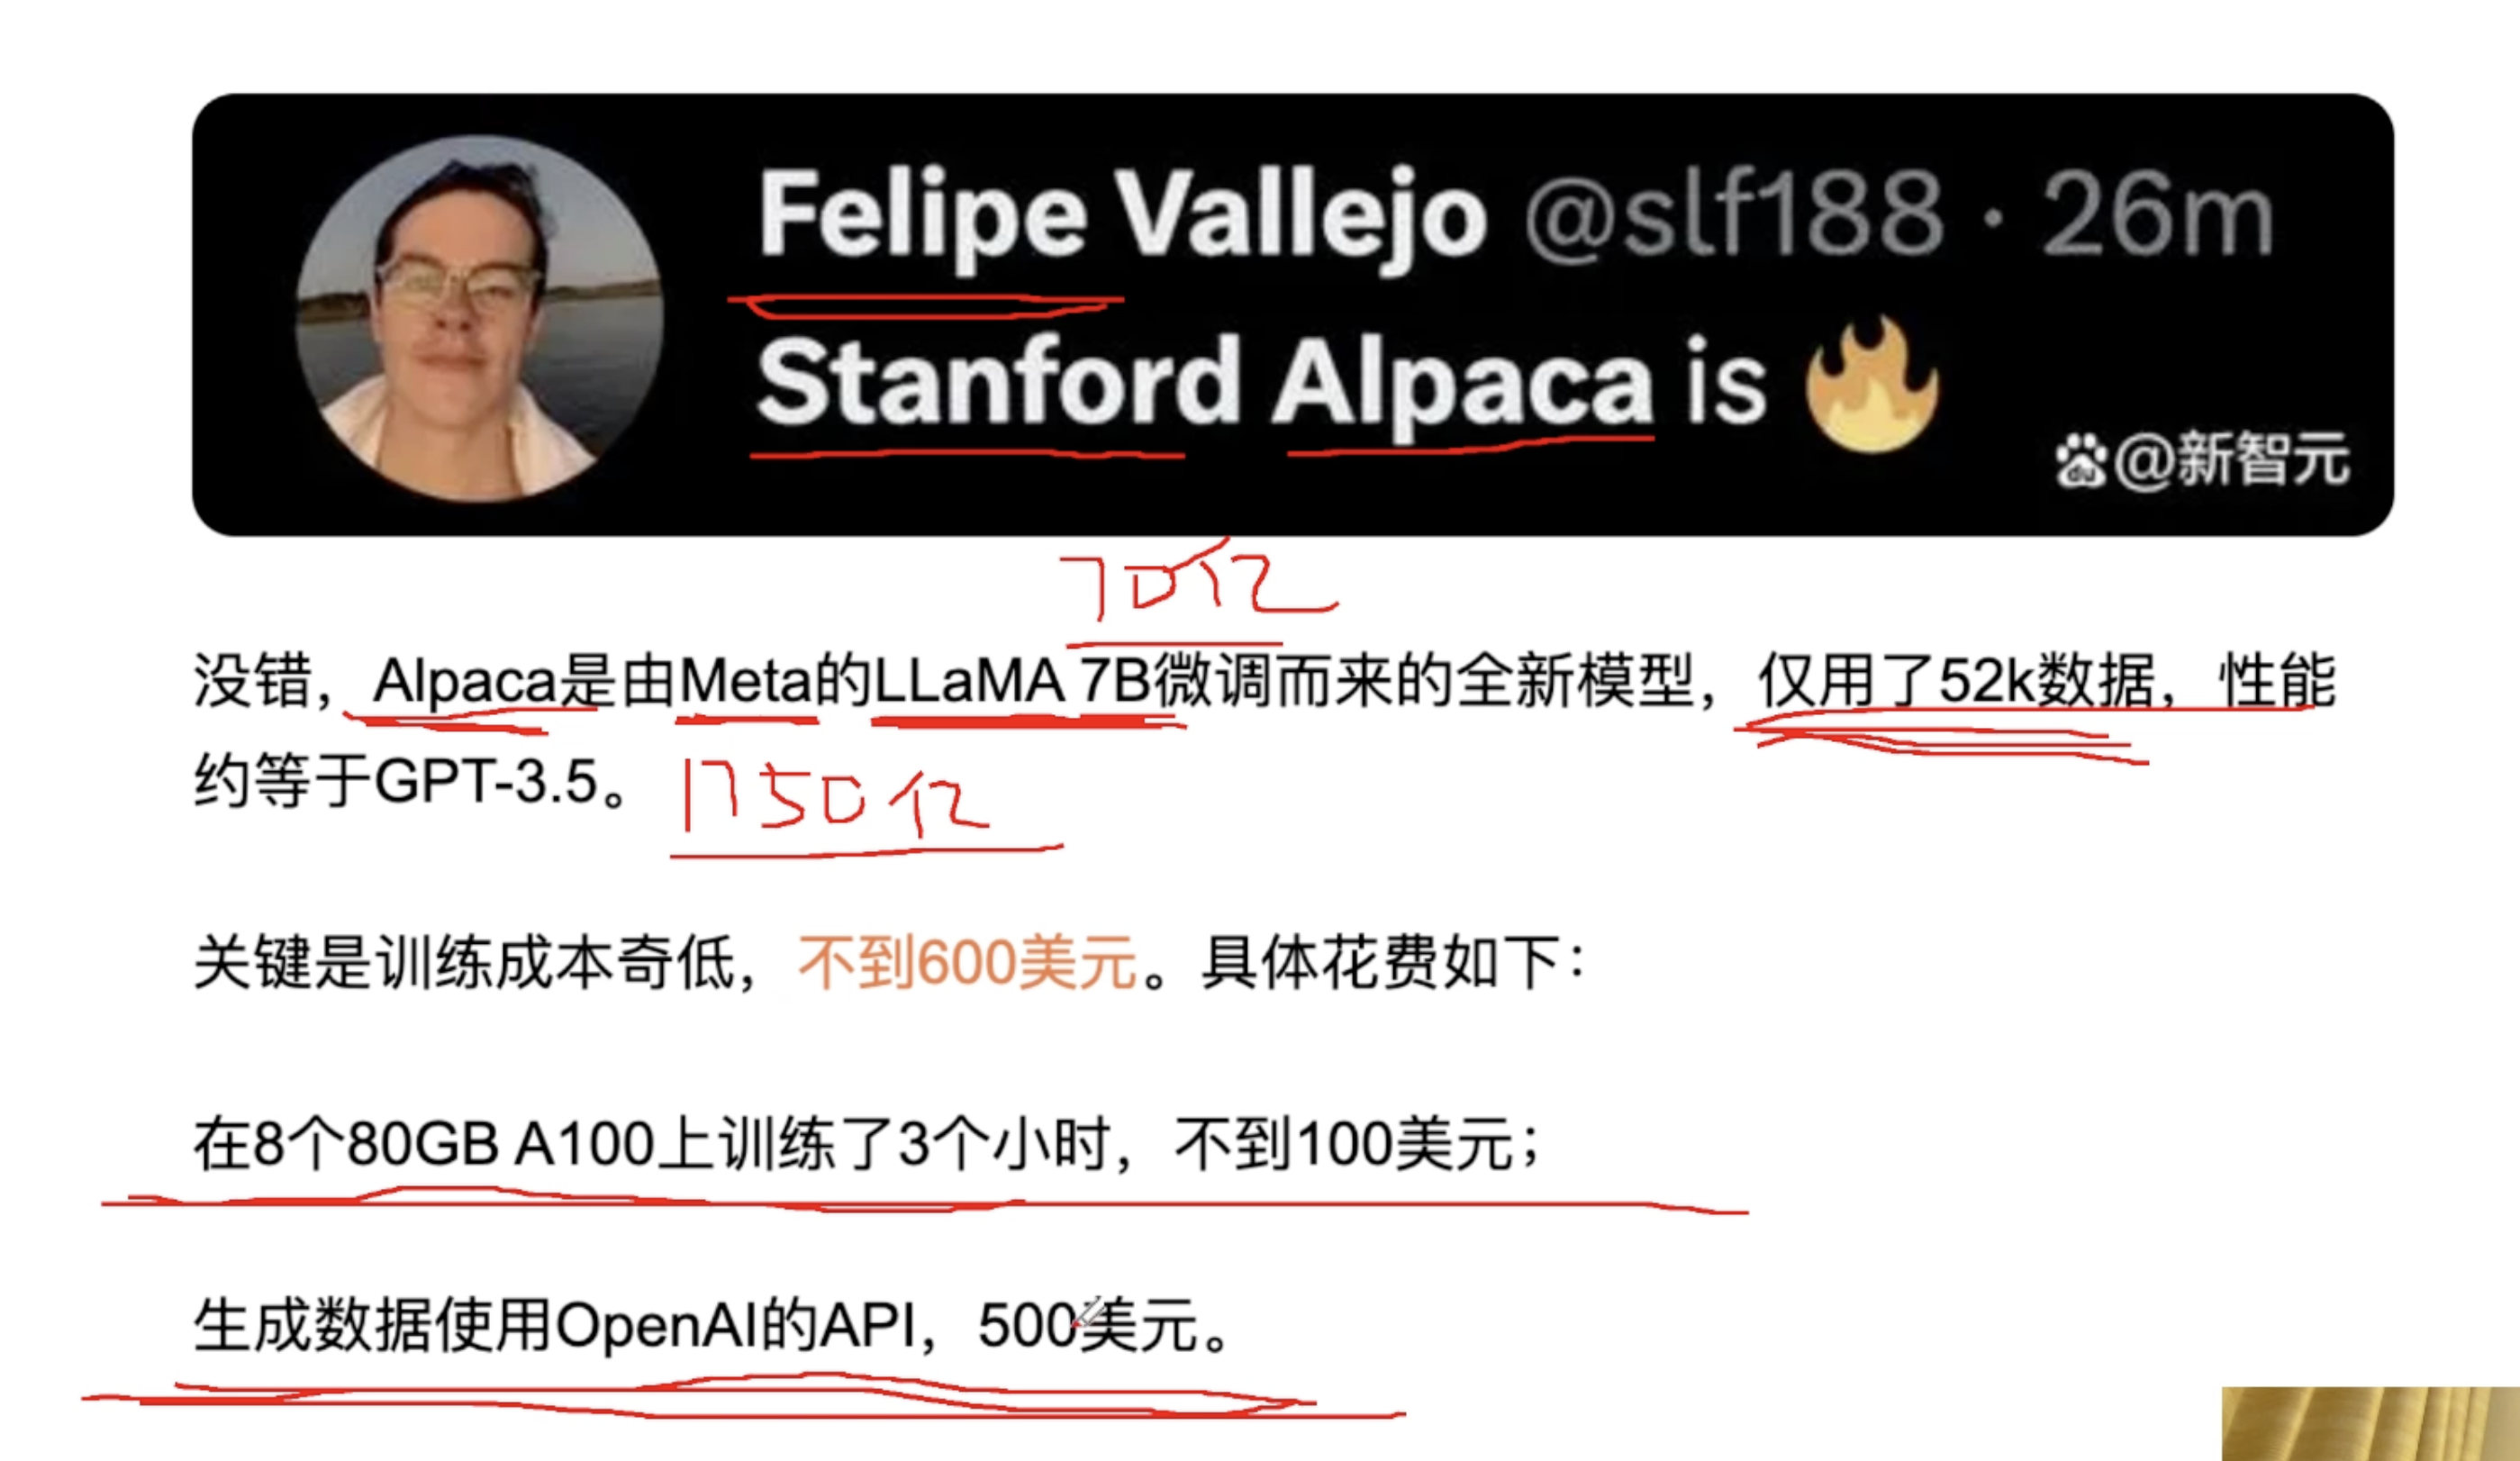 Felipe Vallejo @slf188 · 26m
Stanford Alpaca is 🔥
du @新智元
70亿
没错，Alpaca是由Meta的LLaMA 7B微调而来的全新模型，仅用了52k数据，性能
约等于GPT-3.5。
1750亿
关键是训练成本奇低，不到600美元。具体花费如下：
在8个80GB A100上训练了3个小时，不到100美元；
生成数据使用OpenAI的API，500美元。